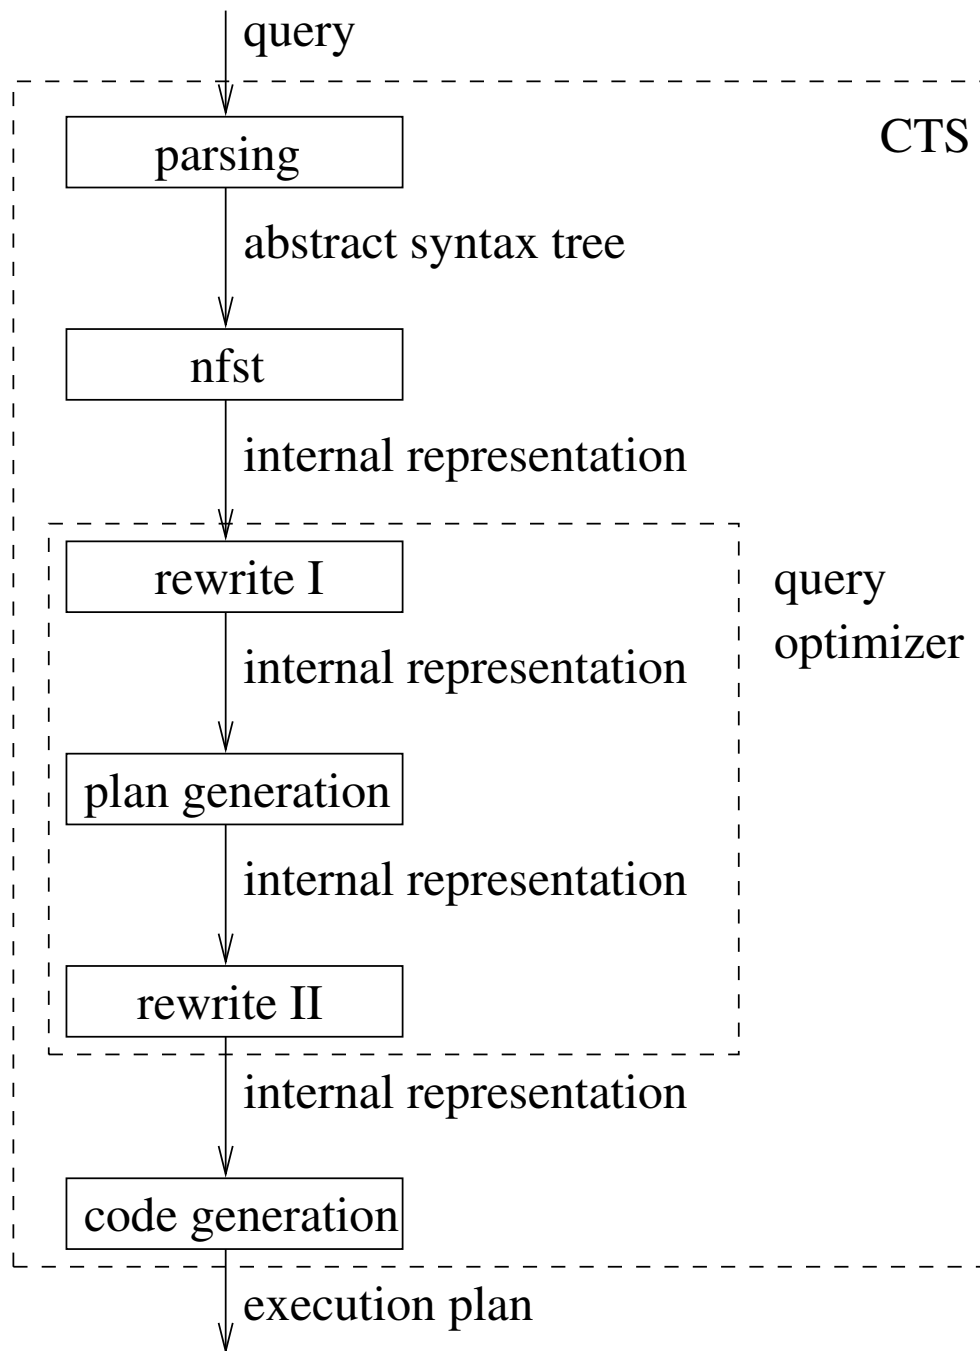 query
CTS
parsing
abstract syntax tree
nfst
internal representation
rewrite I
query
optimizer
internal representation
plan generation
internal representation
rewrite II
internal representation
code generation
execution plan